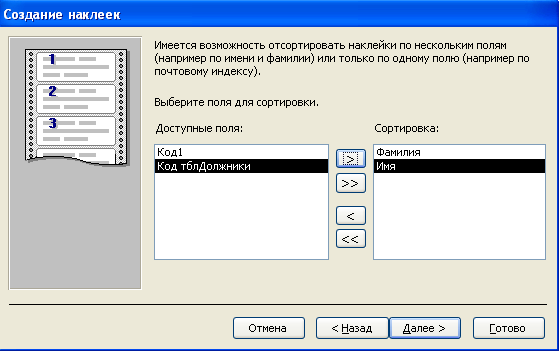 Создание наклеек
1
2
3
Имеется возможность отсортировать наклейки по нескольким полям
(например по имени и фамилии) или только по одному полю (например по
почтовому индексу).
Выберите поля для сортировки.
Доступные поля:
Сортировка:
Код1
Код тблДолжники
>
>>
<
<<
Фамилия
Имя
Отмена
< Назад
Далее >
Готово